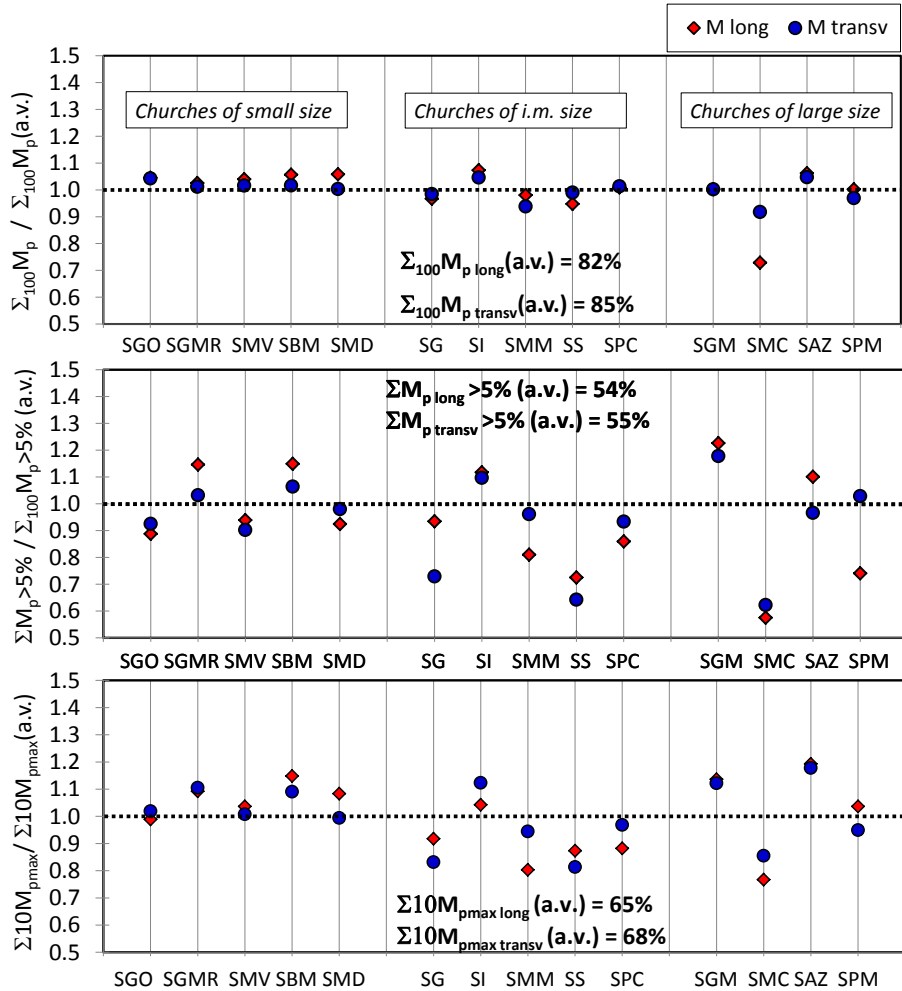 M long M transv
Σ100Mp / Σ100Mp(a.v.)
1.5
1.4
1.3
1.2
1.1
1.0
0.9
0.8
0.7
0.6
0.5
Churches of small size Churches of i.m. size Churches of large size
Σ100Mp long(a.v.) = 82%
Σ100Mp transv(a.v.) = 85%
SGO SGMR SMV SBM SMD SG SI SMM SS SPC SGM SMC SAZ SPM
ΣMp>5% / Σ100Mp>5% (a.v.)
1.5
1.4
1.3
1.2
1.1
1.0
0.9
0.8
0.7
0.6
0.5
ΣMp long >5% (a.v.) = 54%
ΣMp transv >5% (a.v.) = 55%
SGO SGMR SMV SBM SMD SG SI SMM SS SPC SGM SMC SAZ SPM
Σ10Mpmax/ Σ10Mpmax(a.v.)
1.5
1.4
1.3
1.2
1.1
1.0
0.9
0.8
0.7
0.6
0.5
Σ10Mpmax long (a.v.) = 65%
Σ10Mpmax transv (a.v.) = 68%
SGO SGMR SMV SBM SMD SG SI SMM SS SPC SGM SMC SAZ SPM